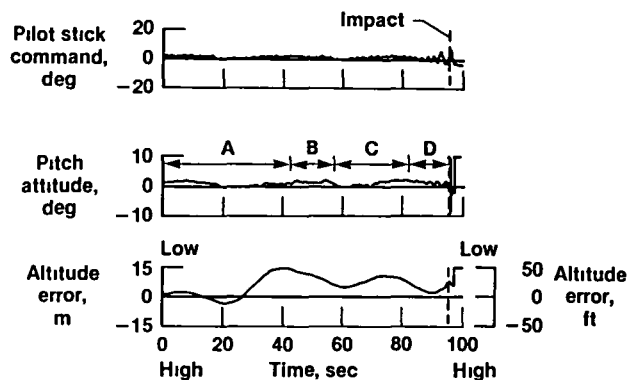 Impact
Pilot stick command, deg
20
0
−20
A B C D
Pitch attitude, deg
10
0
−10
Low Low
Altitude error, m
15
0
−15
50
0
−50
Altitude error, ft
0 20 40 60 80 100
High Time, sec High